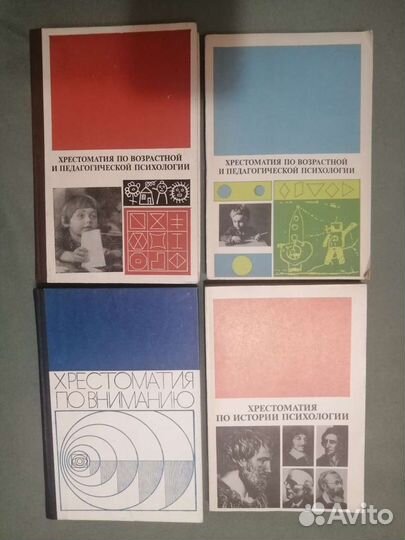 ХРЕСТОМАТИЯ ПО ВОЗРАСТНОЙ
И ПЕДАГОГИЧЕСКОЙ ПСИХОЛОГИИ
ХРЕСТОМАТИЯ ПО ВОЗРАСТНОЙ
И ПЕДАГОГИЧЕСКОЙ ПСИХОЛОГИИ
ХРЕСТОМАТИЯ
ПО ВНИМАНИЮ
ХРЕСТОМАТИЯ
ПО ИСТОРИИ ПСИХОЛОГИИ
Avito